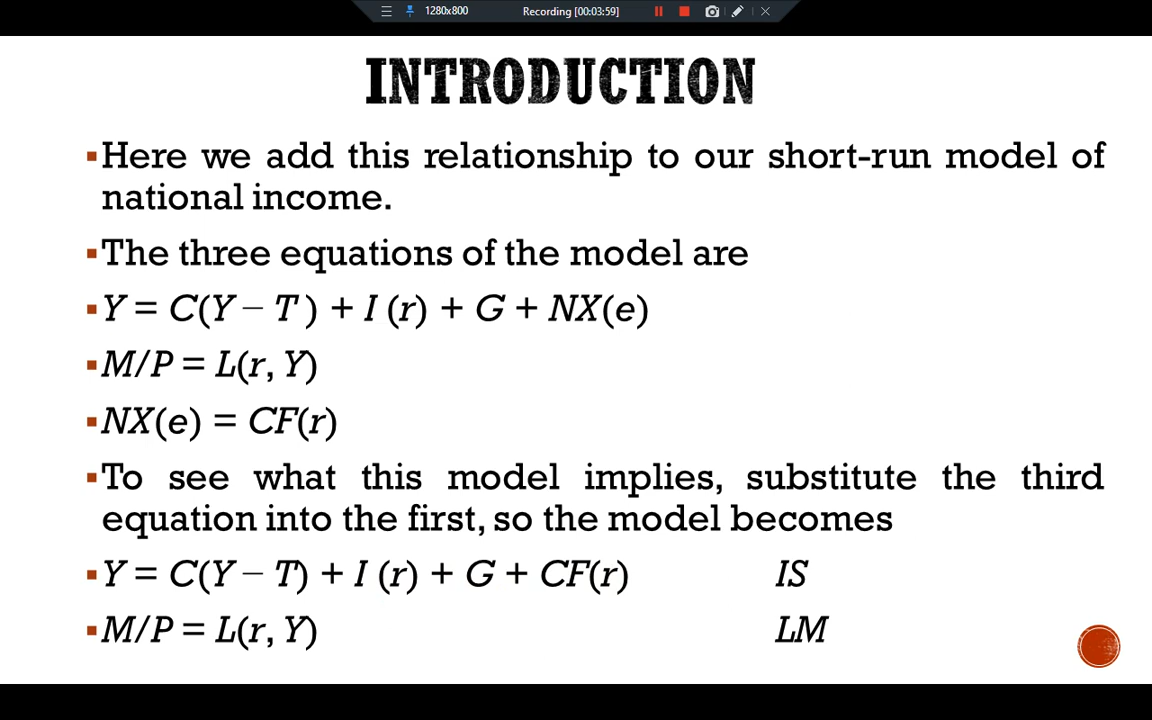 1280x800 Recording [00:03:59]
INTRODUCTION
▪Here we add this relationship to our short-run model of
national income.
▪The three equations of the model are
▪Y = C(Y − T ) + I (r) + G + NX(e)
▪M/P = L(r, Y)
▪NX(e) = CF(r)
▪To see what this model implies, substitute the third
equation into the first, so the model becomes
▪Y = C(Y − T) + I (r) + G + CF(r) IS
▪M/P = L(r, Y) LM